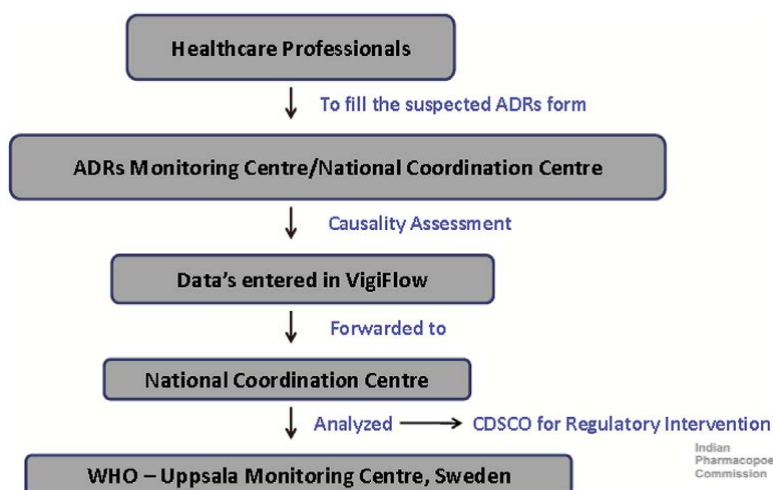 Healthcare Professionals
To fill the suspected ADRs form
ADRs Monitoring Centre/National Coordination Centre
Causality Assessment
Data's entered in VigiFlow
Forwarded to
National Coordination Centre
Analyzed CDSCO for Regulatory Intervention
Indian
Pharmacopoe
Commission
WHO – Uppsala Monitoring Centre, Sweden